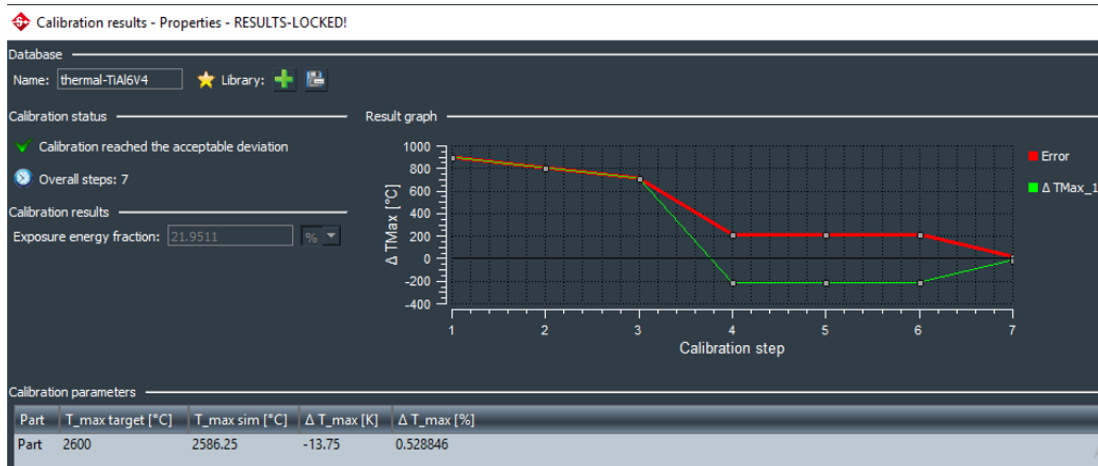 Calibration results - Properties - RESULTS-LOCKED!
Database
Name: thermal-TiAl6V4 Library:
Calibration status
Calibration reached the acceptable deviation
Overall steps: 7
Calibration results
Exposure energy fraction: 21.9511 %
Result graph
Δ TMax [°C]
1000
800
600
400
200
0
-200
-400
1 2 3 4 5 6 7
Calibration step
Error
Δ TMax_1
Calibration parameters
Part T_max target [°C] T_max sim [°C] Δ T_max [K] Δ T_max [%]
Part 2600 2586.25 -13.75 0.528846